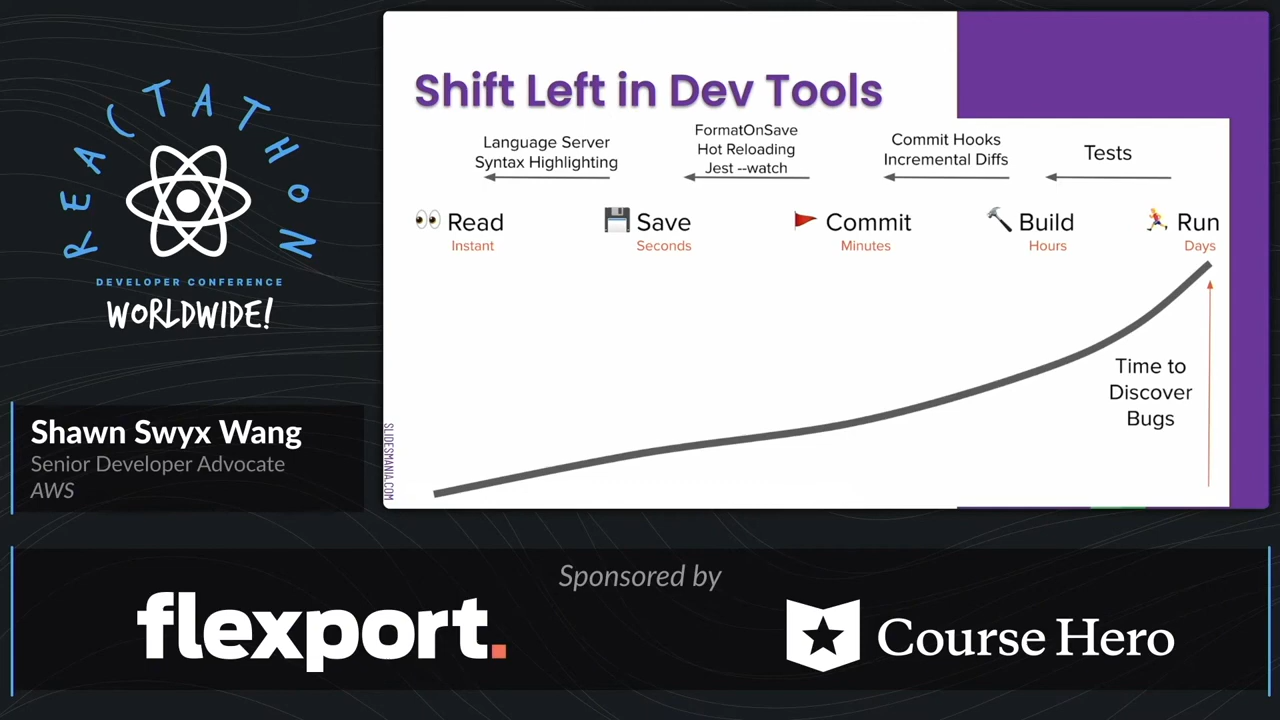 REACTATHON
DEVELOPER CONFERENCE
WORLDWIDE!
Shawn Swyx Wang
Senior Developer Advocate
AWS
Shift Left in Dev Tools
Language Server
Syntax Highlighting
FormatOnSave
Hot Reloading
Jest --watch
Commit Hooks
Incremental Diffs
Tests
👀 Read
Instant
💾 Save
Seconds
🚩 Commit
Minutes
🔨 Build
Hours
🏃 Run
Days
Time to
Discover
Bugs
SLIDESMANIA.COM
Sponsored by
flexport.
Course Hero